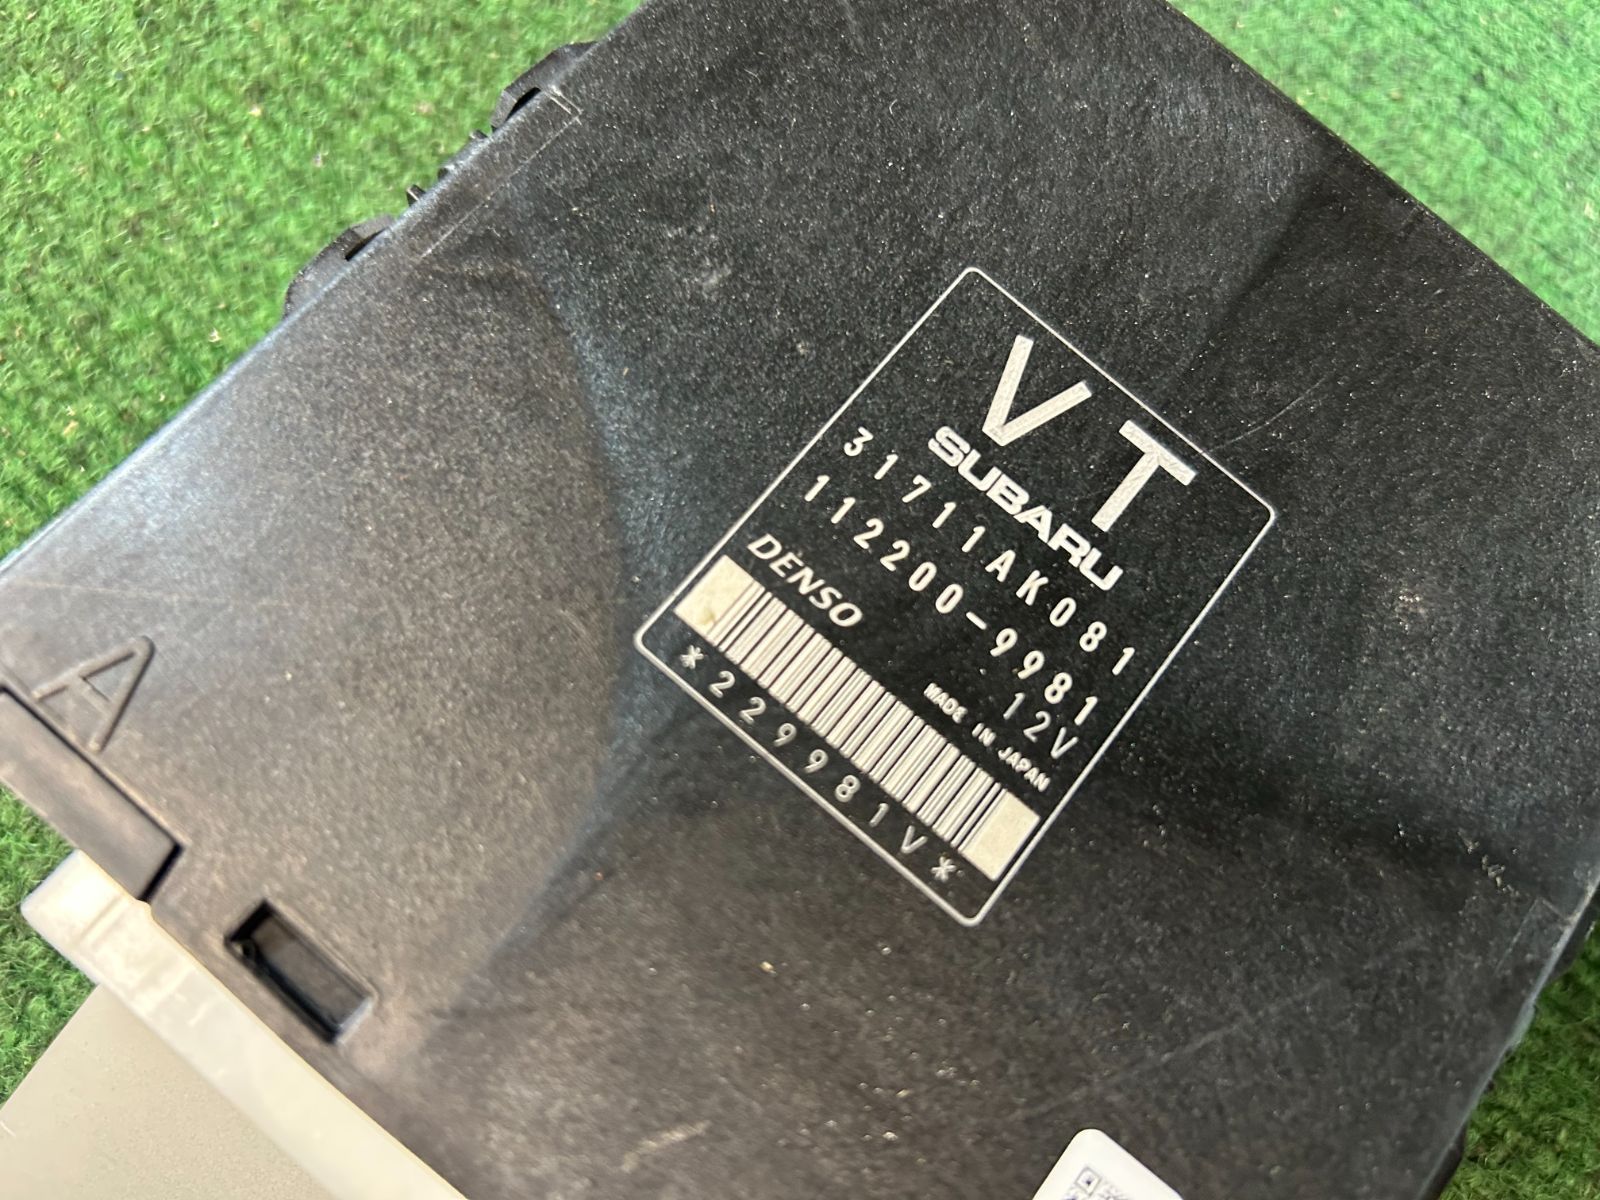 A
VT
SUBARU
31711AK081
112200-9981
12V
DENSO
MADE IN JAPAN
*229981V*